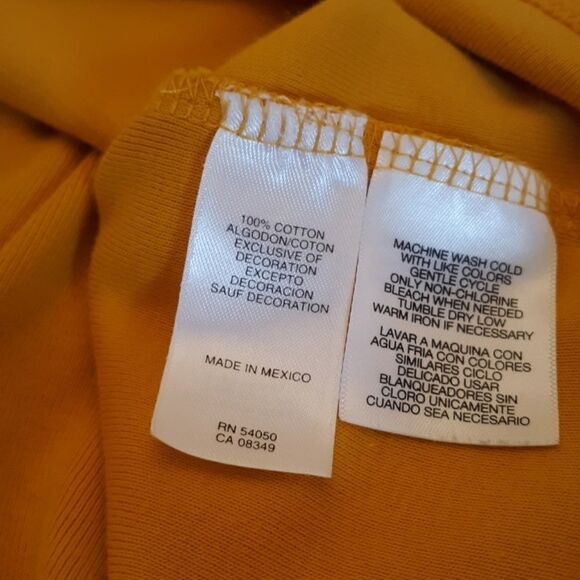 100% COTTON
ALGODON/COTON
EXCLUSIVE OF
DECORATION
EXCEPTO
DECORACION
SAUF DECORATION
MADE IN MEXICO
RN 54050
CA 08349
MACHINE WASH COLD
WITH LIKE COLORS
GENTLE CYCLE
ONLY NON-CHLORINE
BLEACH WHEN NEEDED
TUMBLE DRY LOW
WARM IRON IF NECESSARY
LAVAR A MAQUINA CON
AGUA FRIA CON COLORES
SIMILARES CICLO
DELICADO USAR
BLANQUEADORES SIN
CLORO UNICAMENTE
CUANDO SEA NECESARIO